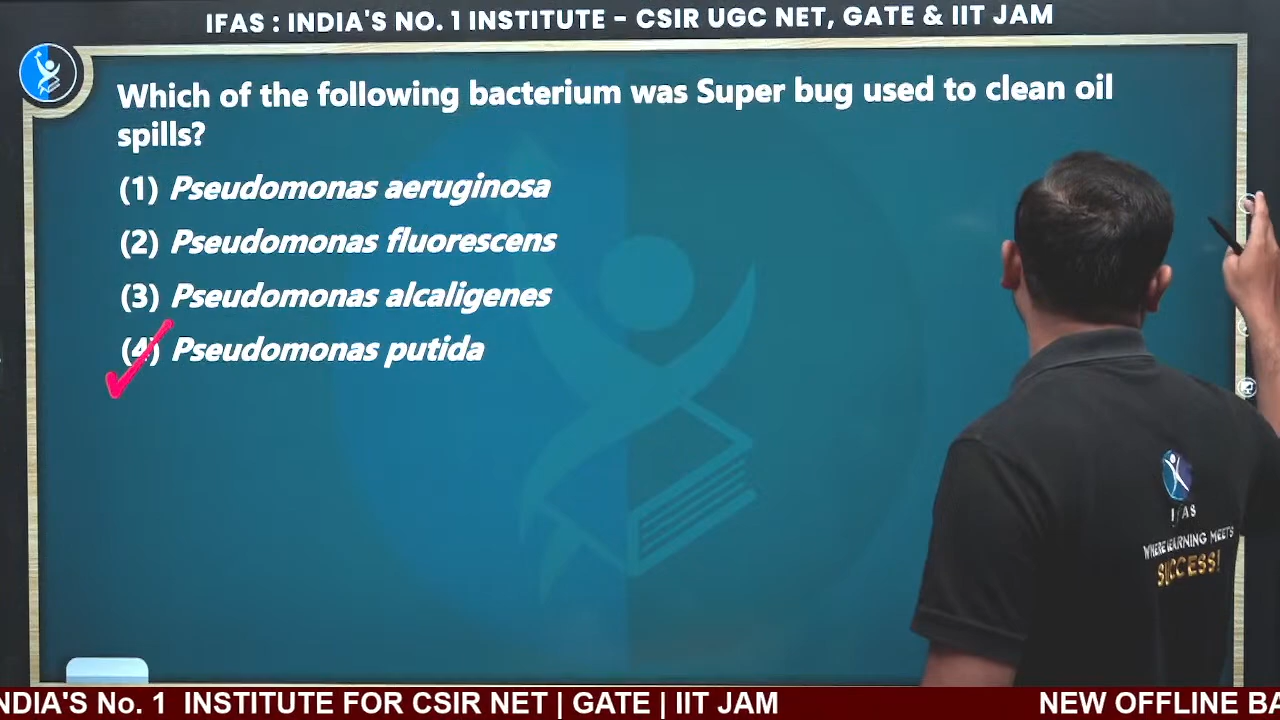 IFAS : INDIA'S NO. 1 INSTITUTE – CSIR UGC NET, GATE & IIT JAM
Which of the following bacterium was Super bug used to clean oil
spills?
(1) Pseudomonas aeruginosa
(2) Pseudomonas fluorescens
(3) Pseudomonas alcaligenes
(4) Pseudomonas putida
IFAS
WHERE LEARNING MEETS
SUCCESS!
INDIA'S No. 1 INSTITUTE FOR CSIR NET | GATE | IIT JAM
NEW OFFLINE BA